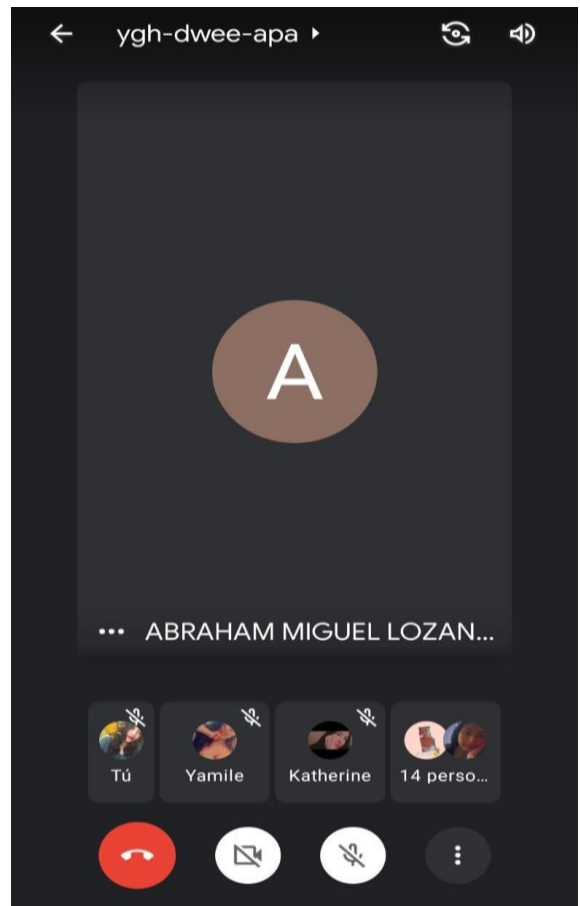 ygh-dwee-apa
A
ABRAHAM MIGUEL LOZAN...
Tú
Yamile
Katherine
14 perso...